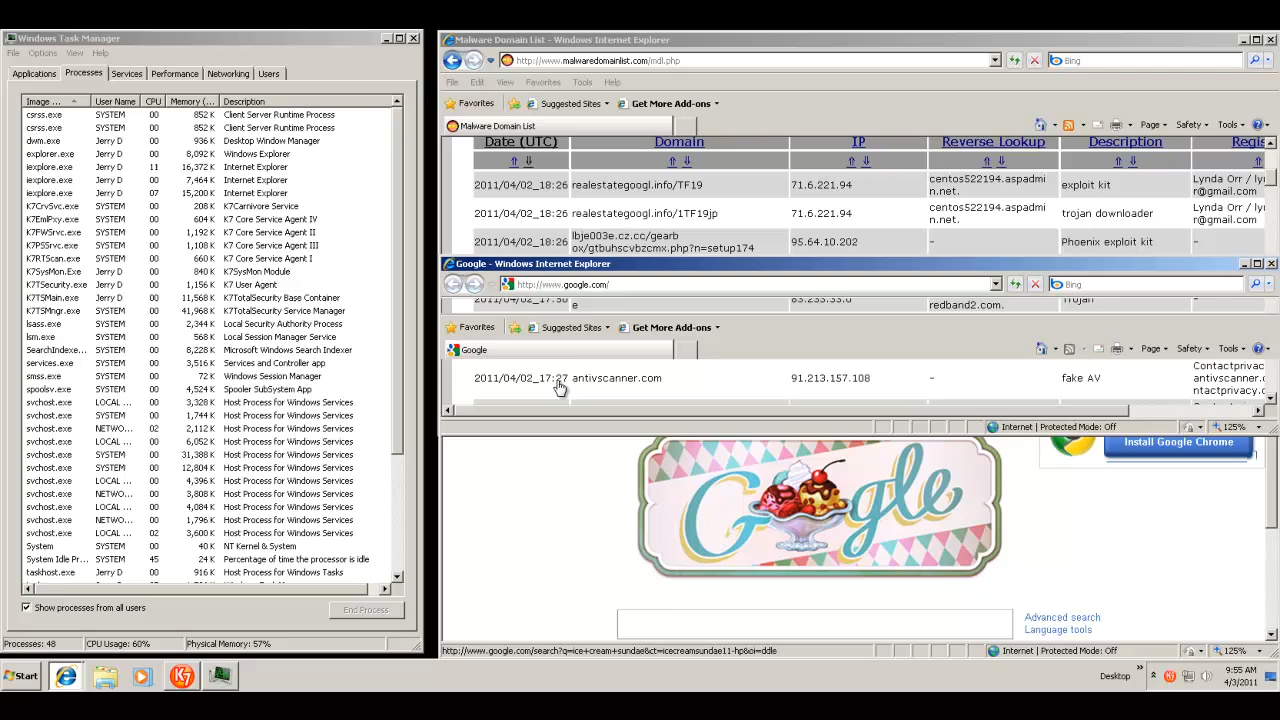 Windows Task Manager
File Options View Help
Applications Processes Services Performance Networking Users
Image ... User Name CPU Memory (... Description
csrss.exe SYSTEM 00 852 K Client Server Runtime Process
csrss.exe SYSTEM 00 852 K Client Server Runtime Process
dwm.exe Jerry D 00 936 K Desktop Window Manager
explorer.exe Jerry D 00 8,092 K Windows Explorer
iexplore.exe Jerry D 11 16,372 K Internet Explorer
iexplore.exe Jerry D 00 7,464 K Internet Explorer
iexplore.exe Jerry D 07 15,200 K Internet Explorer
K7CrvSvc.exe SYSTEM 00 208 K K7Carnivore Service
K7EmlPxy.exe SYSTEM 00 604 K K7 Core Service Agent IV
K7FWSrvc.exe SYSTEM 00 1,192 K K7 Core Service Agent II
K7PSSrvc.exe SYSTEM 00 1,108 K K7 Core Service Agent III
K7RTScan.exe SYSTEM 00 660 K K7 Core Service Agent I
K7SysMon.Exe Jerry D 00 840 K K7SysMon Module
K7TSecurity.exe Jerry D 00 1,156 K K7 User Agent
K7TSMain.exe Jerry D 00 11,568 K K7TotalSecurity Base Container
K7TSMngr.exe SYSTEM 01 41,968 K K7TotalSecurity Service Manager
lsass.exe SYSTEM 00 2,344 K Local Security Authority Process
lsm.exe SYSTEM 00 568 K Local Session Manager Service
SearchIndexe... SYSTEM 00 8,228 K Microsoft Windows Search Indexer
services.exe SYSTEM 00 3,516 K Services and Controller app
smss.exe SYSTEM 00 72 K Windows Session Manager
spoolsv.exe SYSTEM 00 4,524 K Spooler SubSystem App
svchost.exe LOCAL ... 00 3,328 K Host Process for Windows Services
svchost.exe SYSTEM 00 1,744 K Host Process for Windows Services
svchost.exe NETWO... 02 2,112 K Host Process for Windows Services
svchost.exe LOCAL ... 00 6,052 K Host Process for Windows Services
svchost.exe SYSTEM 00 31,388 K Host Process for Windows Services
svchost.exe SYSTEM 00 12,804 K Host Process for Windows Services
svchost.exe LOCAL ... 00 4,396 K Host Process for Windows Services
svchost.exe NETWO... 00 3,808 K Host Process for Windows Services
svchost.exe LOCAL ... 00 4,084 K Host Process for Windows Services
svchost.exe NETWO... 00 1,796 K Host Process for Windows Services
svchost.exe LOCAL ... 02 3,600 K Host Process for Windows Services
System SYSTEM 00 40 K NT Kernel & System
System Idle Pr... SYSTEM 45 24 K Percentage of time the processor is idle
taskhost.exe Jerry D 00 916 K Host Process for Windows Tasks
Show processes from all users End Process
Processes: 48 CPU Usage: 60% Physical Memory: 57%
Malware Domain List - Windows Internet Explorer
http://www.malwaredomainlist.com/mdl.php Bing
File Edit View Favorites Tools Help
Favorites Suggested Sites Get More Add-ons
Malware Domain List Page Safety Tools
Date (UTC) Domain IP Reverse Lookup Description Regis
2011/04/02_18:26 realestategoogl.info/TF19 71.6.221.94 centos522194.aspadmi exploit kit Lynda Orr / lyr
n.net. r@gmail.com
2011/04/02_18:26 realestategoogl.info/1TF19jp 71.6.221.94 centos522194.aspadmi trojan downloader Lynda Orr / lyr
n.net. r@gmail.com
2011/04/02_18:26 lbje003e.cz.cc/gearb 95.64.10.202 - Phoenix exploit kit -
ox/gtbuhscvbzcmx.php?n=setup174
Google - Windows Internet Explorer
http://www.google.com/ Bing
e redband2.com.
Favorites Suggested Sites Get More Add-ons
Google Page Safety Tools
2011/04/02_17:27 antivscanner.com 91.213.157.108 - fake AV Contactprivac
antivscanner.c
ntactprivacy.c
Internet | Protected Mode: Off 125%
Install Google Chrome
Google
Advanced search
Language tools
http://www.google.com/search?q=ice+cream+sundae&ct=icecreamsundae11-hp&oi=ddle Internet | Protected Mode: Off 125%
Start K7 Desktop 9:55 AM
4/3/2011